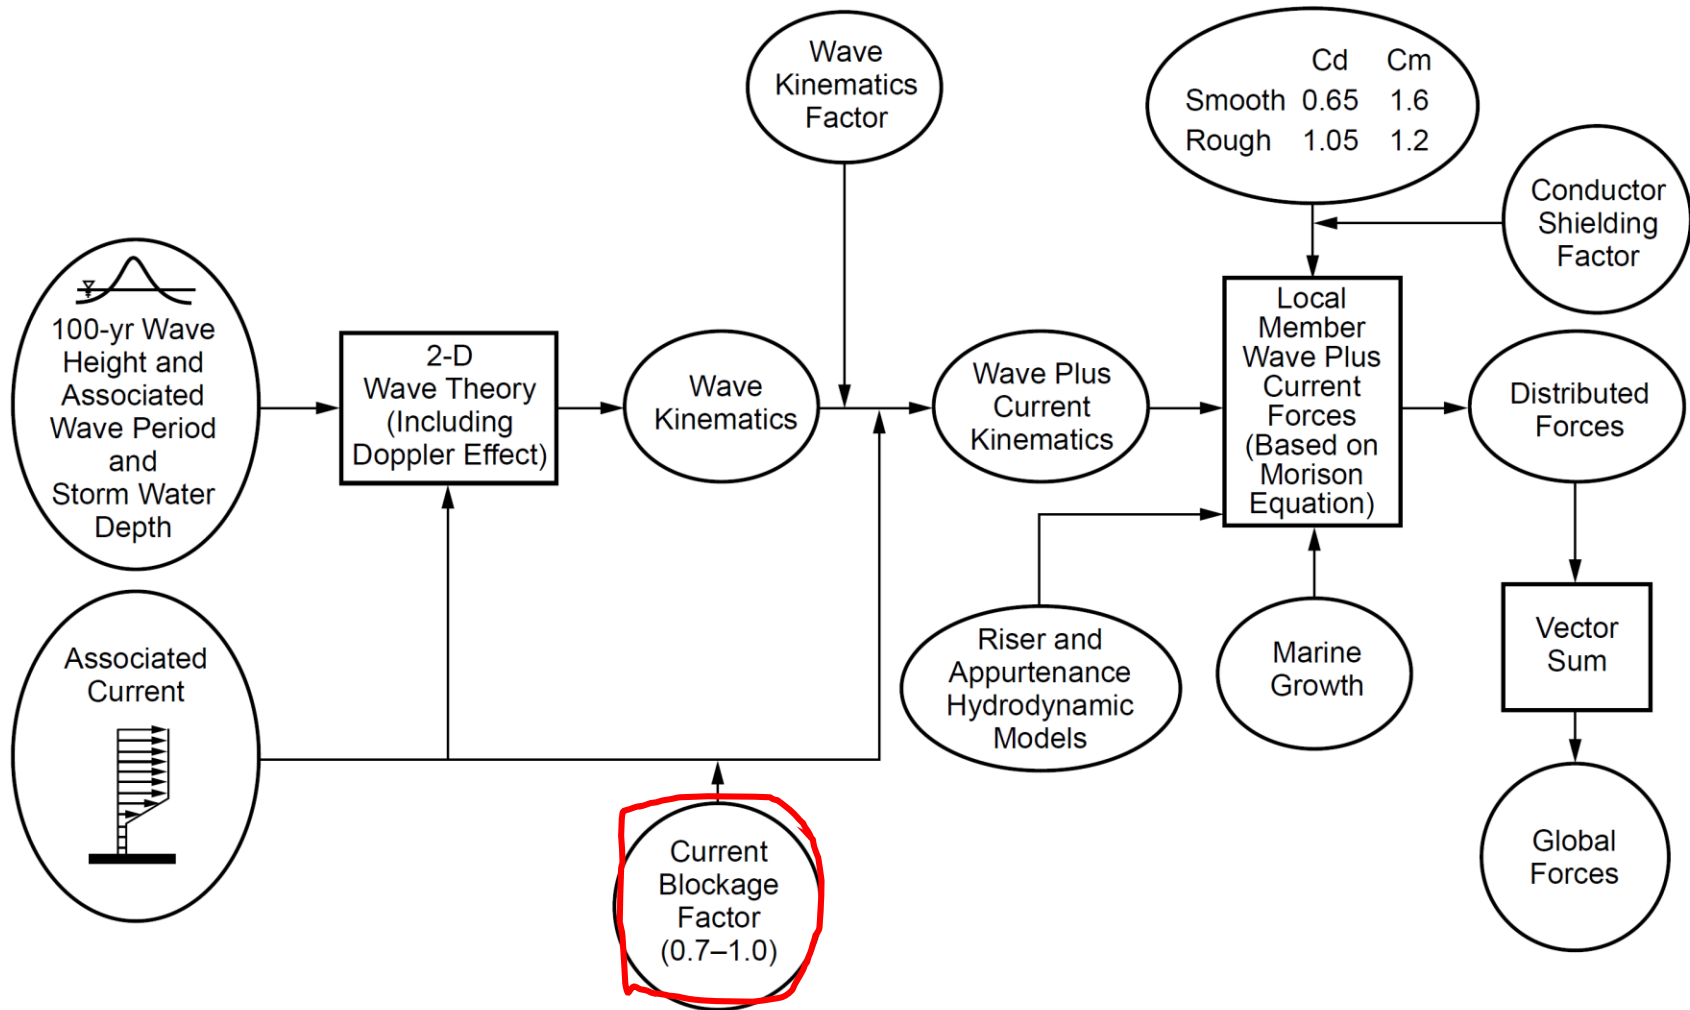 Wave
Kinematics
Factor
Cd Cm
Smooth 0.65 1.6
Rough 1.05 1.2
Conductor
Shielding
Factor
100-yr Wave
Height and
Associated
Wave Period
and
Storm Water
Depth
2-D
Wave Theory
(Including
Doppler Effect)
Wave
Kinematics
Wave Plus
Current
Kinematics
Local
Member
Wave Plus
Current
Forces
(Based on
Morison
Equation)
Distributed
Forces
Associated
Current
Riser and
Appurtenance
Hydrodynamic
Models
Marine
Growth
Vector
Sum
Current
Blockage
Factor
(0.7–1.0)
Global
Forces